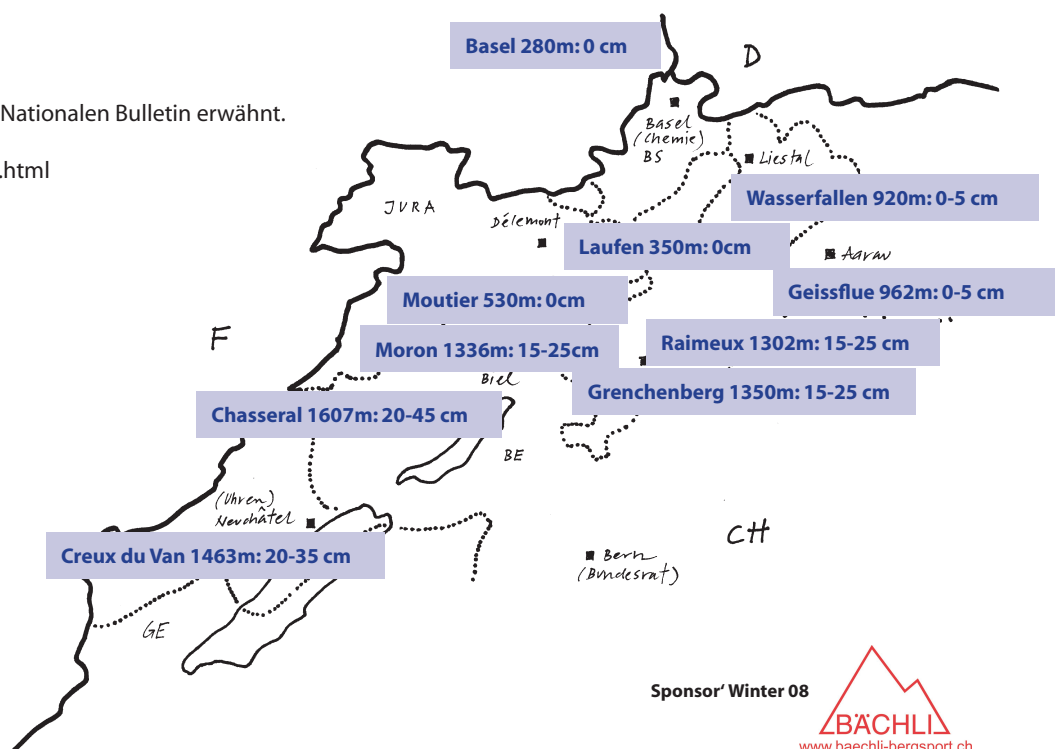 Basel 280m: 0 cm
D
Nationalen Bulletin erwähnt.
Basel
(Chemie)
BS
Liestal
.html
Wasserfallen 920m: 0-5 cm
JURA
Délemont
Laufen 350m: 0cm
Aarau
Moutier 530m: 0cm
Geissflue 962m: 0-5 cm
F
Moron 1336m: 15-25cm
Raimeux 1302m: 15-25 cm
Biel
Grenchenberg 1350m: 15-25 cm
Chasseral 1607m: 20-45 cm
BE
(Uhren)
Neuchâtel
CH
Creux du Van 1463m: 20-35 cm
Bern
(Bundesrat)
GE
Sponsor‘ Winter 08
BÄCHLI
www.baechli-bergsport.ch